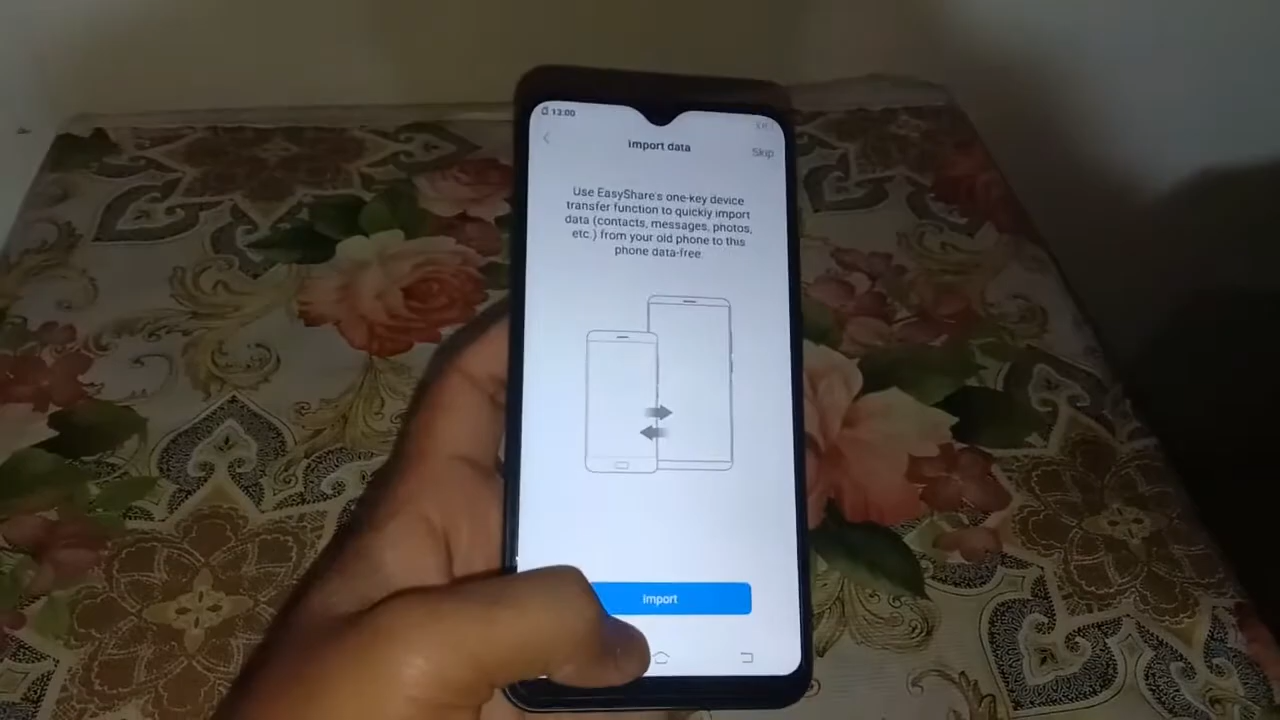 13:00
Import data
Skip
Use EasyShare's one-key device
transfer function to quickly import
data (contacts, messages, photos,
etc.) from your old phone to this
phone data-free.
Import